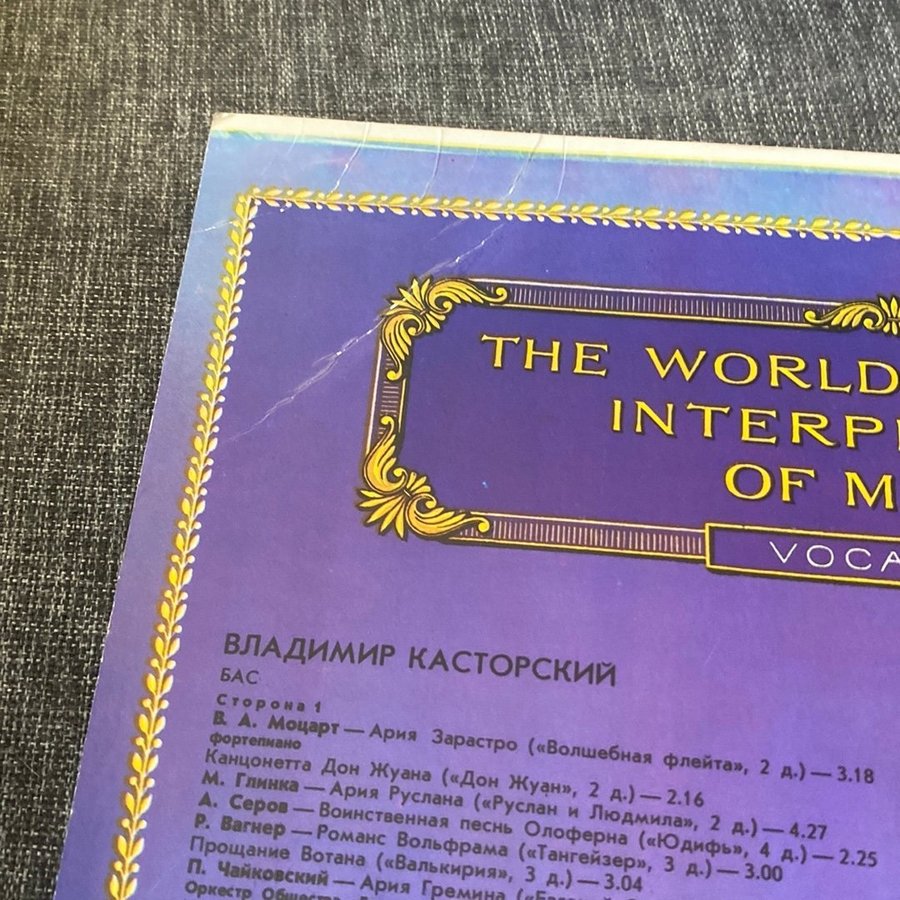 THE WORLD
INTERP
OF M
VOCA
ВЛАДИМИР КАСТОРСКИЙ
БАС
Сторона 1
В. А. Моцарт — Ария Зарастро («Волшебная флейта», 2 д.) — 3.18
фортепиано
Канцонетта Дон Жуана («Дон Жуан», 2 д.) — 2.16
М. Глинка — Ария Руслана («Руслан и Людмила», 2 д.) — 4.27
А. Серов — Воинственная песнь Олоферна («Юдифь», 4 д.) — 2.25
Р. Вагнер — Романс Вольфрама («Тангейзер», 3 д.) — 3.00
Прощание Вотана («Валькирия», 3 д.) — 3.04
П. Чайковский — Ария Гремина
Оркестр